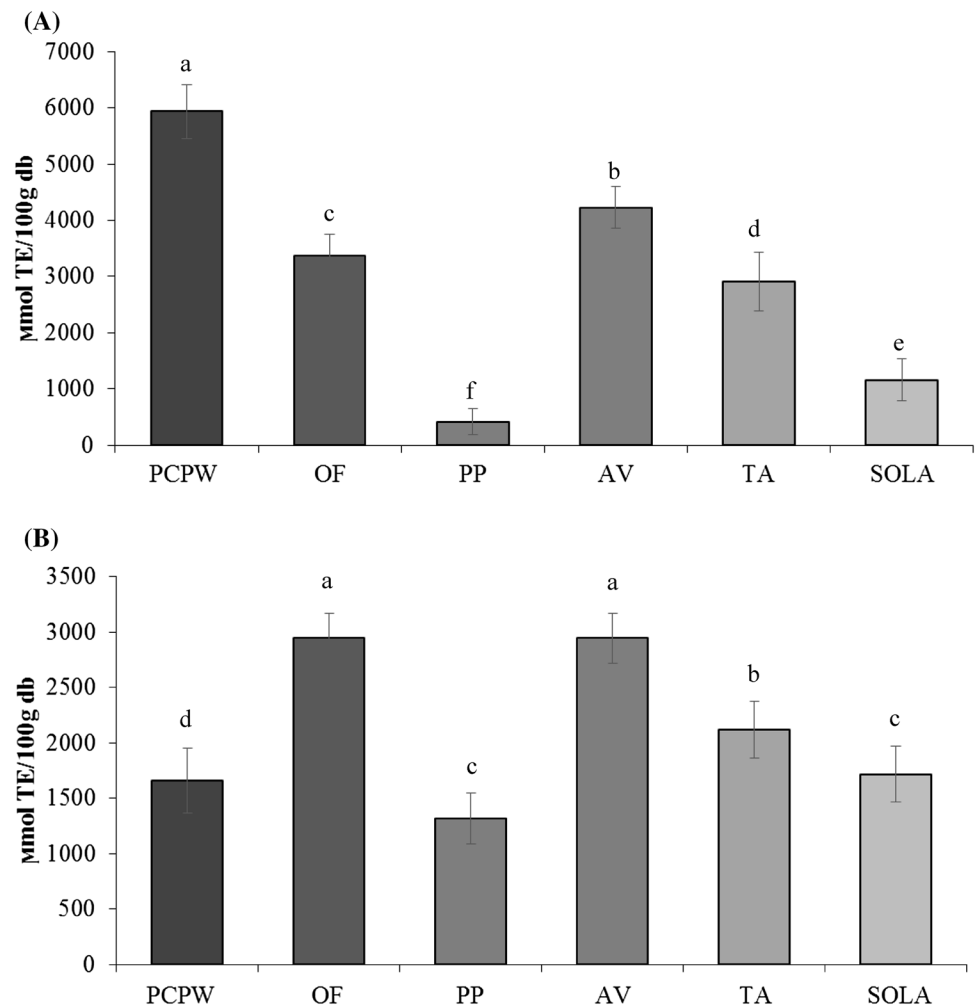 (A)
μmol TE/100g db
7000
6000
5000
4000
3000
2000
1000
0
a
c
f
b
d
e
PCPW OF PP AV TA SOLA
(B)
μmol TE/100g db
3500
3000
2500
2000
1500
1000
500
0
d
a
c
a
b
c
PCPW OF PP AV TA SOLA